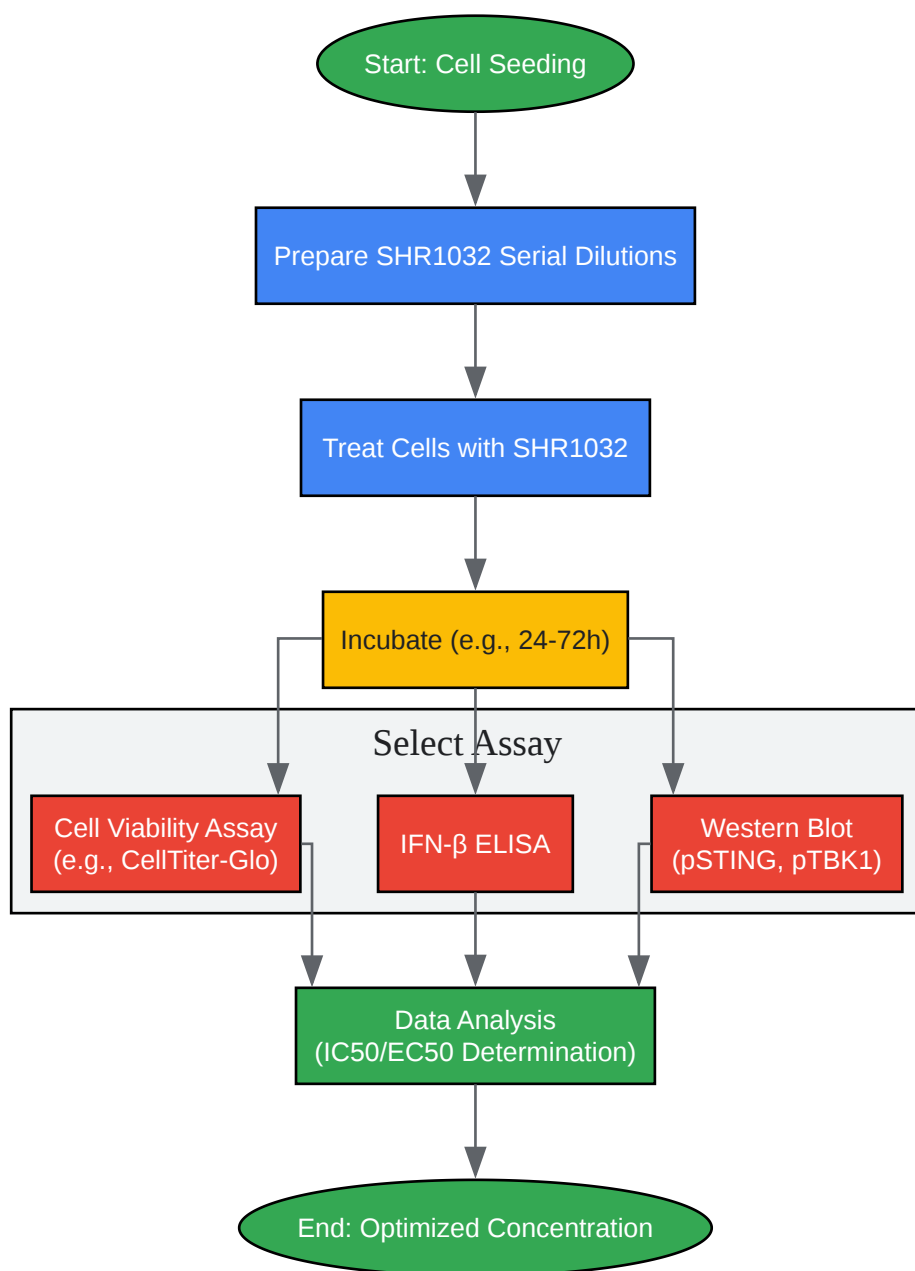 Start: Cell Seeding
Prepare SHR1032 Serial Dilutions
Treat Cells with SHR1032
Incubate (e.g., 24-72h)
Select Assay
Cell Viability Assay
(e.g., CellTiter-Glo)
IFN-β ELISA
Western Blot
(pSTING, pTBK1)
Data Analysis
(IC50/EC50 Determination)
End: Optimized Concentration